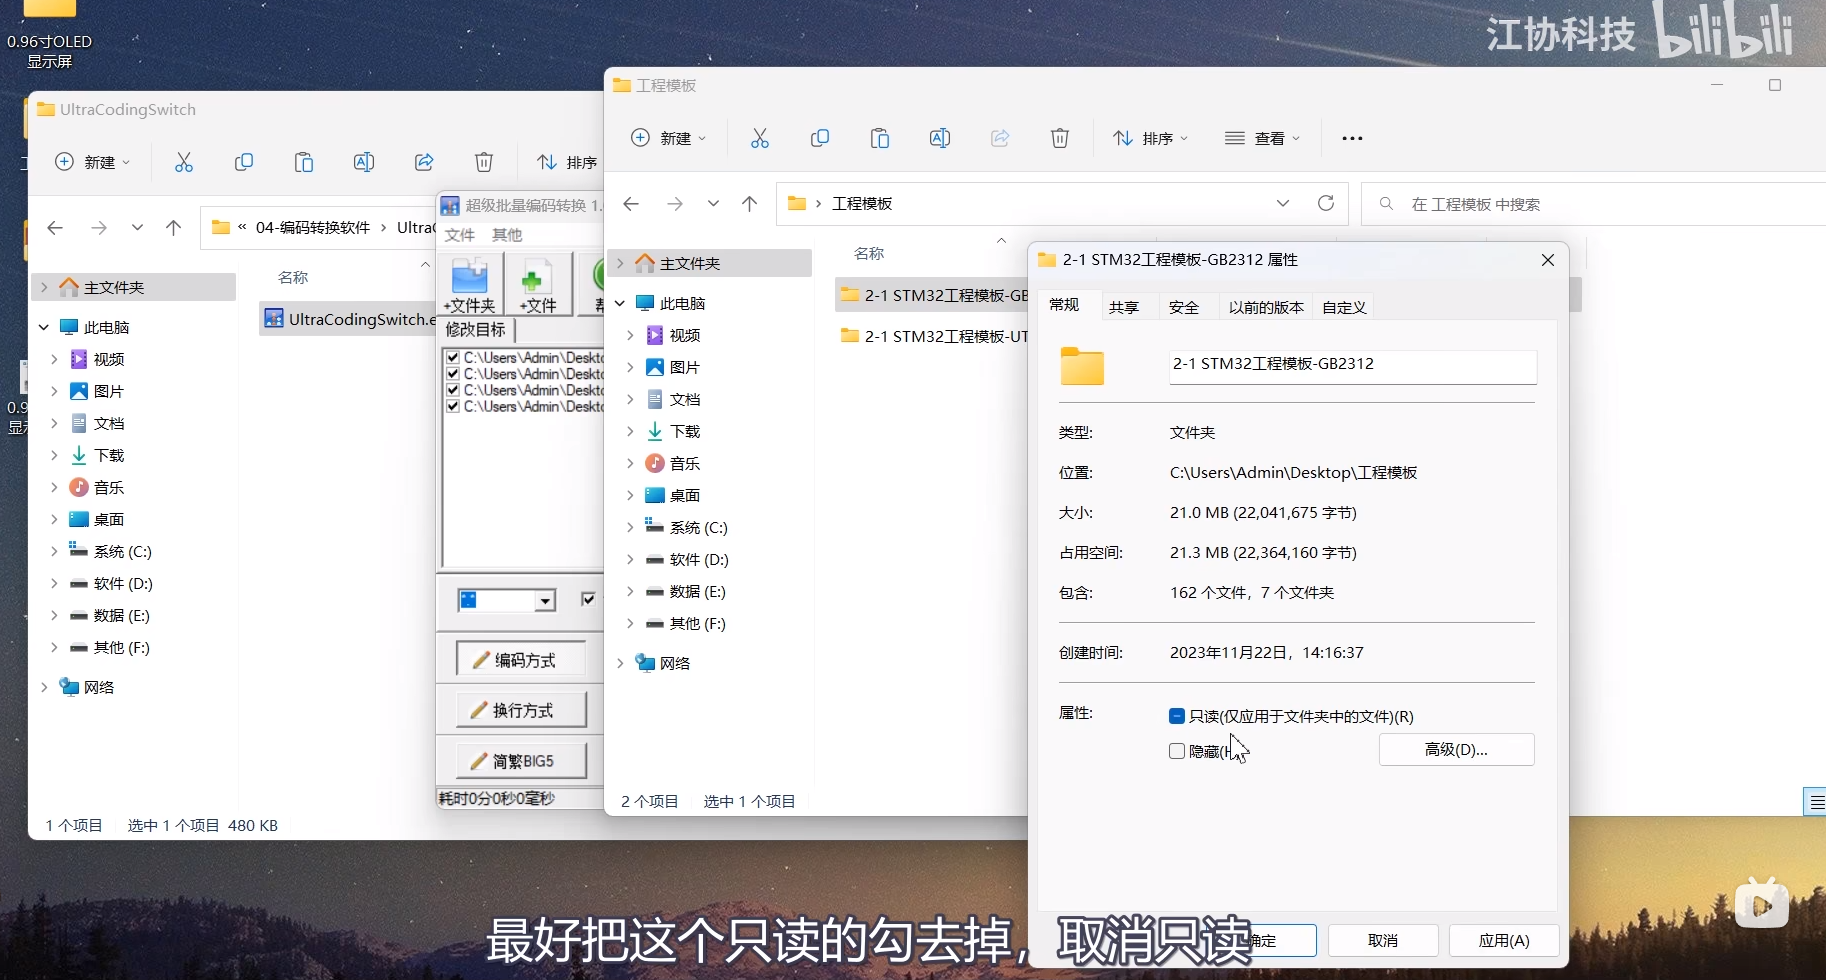 江协科技 bilibili
0.96寸OLED
显示屏
UltraCodingSwitch
新建
排序
« 04-编码转换软件 › Ultra
主文件夹
此电脑
视频
图片
文档
下载
音乐
桌面
系统 (C:)
软件 (D:)
数据 (E:)
其他 (F:)
网络
名称
UltraCodingSwitch.e
1 个项目 选中 1 个项目 480 KB
超级批量编码转换 1.
文件 其他
+文件夹
+文件
修改目标
C:\Users\Admin\Deskt
C:\Users\Admin\Deskt
C:\Users\Admin\Deskt
C:\Users\Admin\Deskt
编码方式
换行方式
简繁BIG5
耗时0分0秒0毫秒
工程模板
新建
排序
查看
工程模板
在 工程模板 中搜索
主文件夹
此电脑
视频
图片
文档
下载
音乐
桌面
系统 (C:)
软件 (D:)
数据 (E:)
其他 (F:)
网络
名称
2-1 STM32工程模板-GB
2-1 STM32工程模板-UT
2 个项目 选中 1 个项目
2-1 STM32工程模板-GB2312 属性
常规 共享 安全 以前的版本 自定义
2-1 STM32工程模板-GB2312
类型: 文件夹
位置: C:\Users\Admin\Desktop\工程模板
大小: 21.0 MB (22,041,675 字节)
占用空间: 21.3 MB (22,364,160 字节)
包含: 162 个文件，7 个文件夹
创建时间: 2023年11月22日，14:16:37
属性: 只读(仅应用于文件夹中的文件)(R)
隐藏(H
高级(D)...
确定 取消 应用(A)
最好把这个只读的勾去掉，取消只读